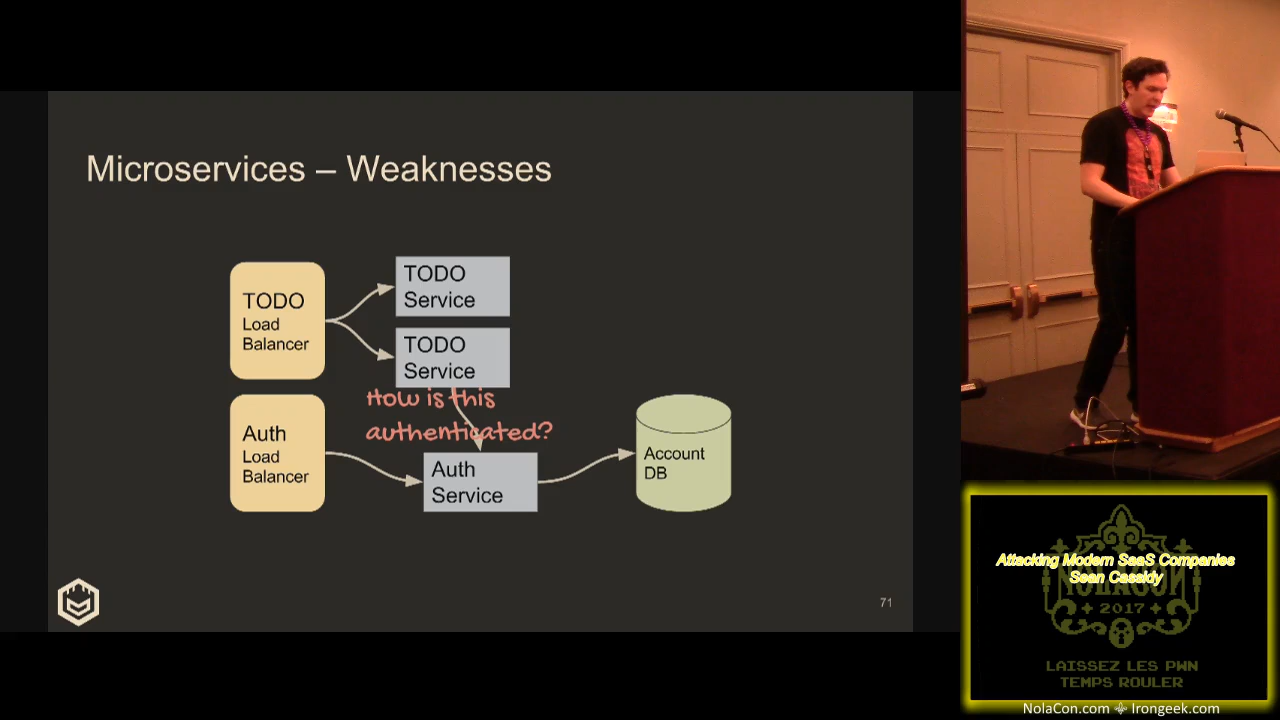 Microservices – Weaknesses
TODO
Load
Balancer
TODO
Service
TODO
Service
How is this
authenticated?
Auth
Load
Balancer
Auth
Service
Account
DB
71
Attacking Modern SaaS Companies
Sean Cassidy
NOLACON
2017
LAISSEZ LES PWN
TEMPS ROULER
NolaCon.com ⚜ Irongeek.com